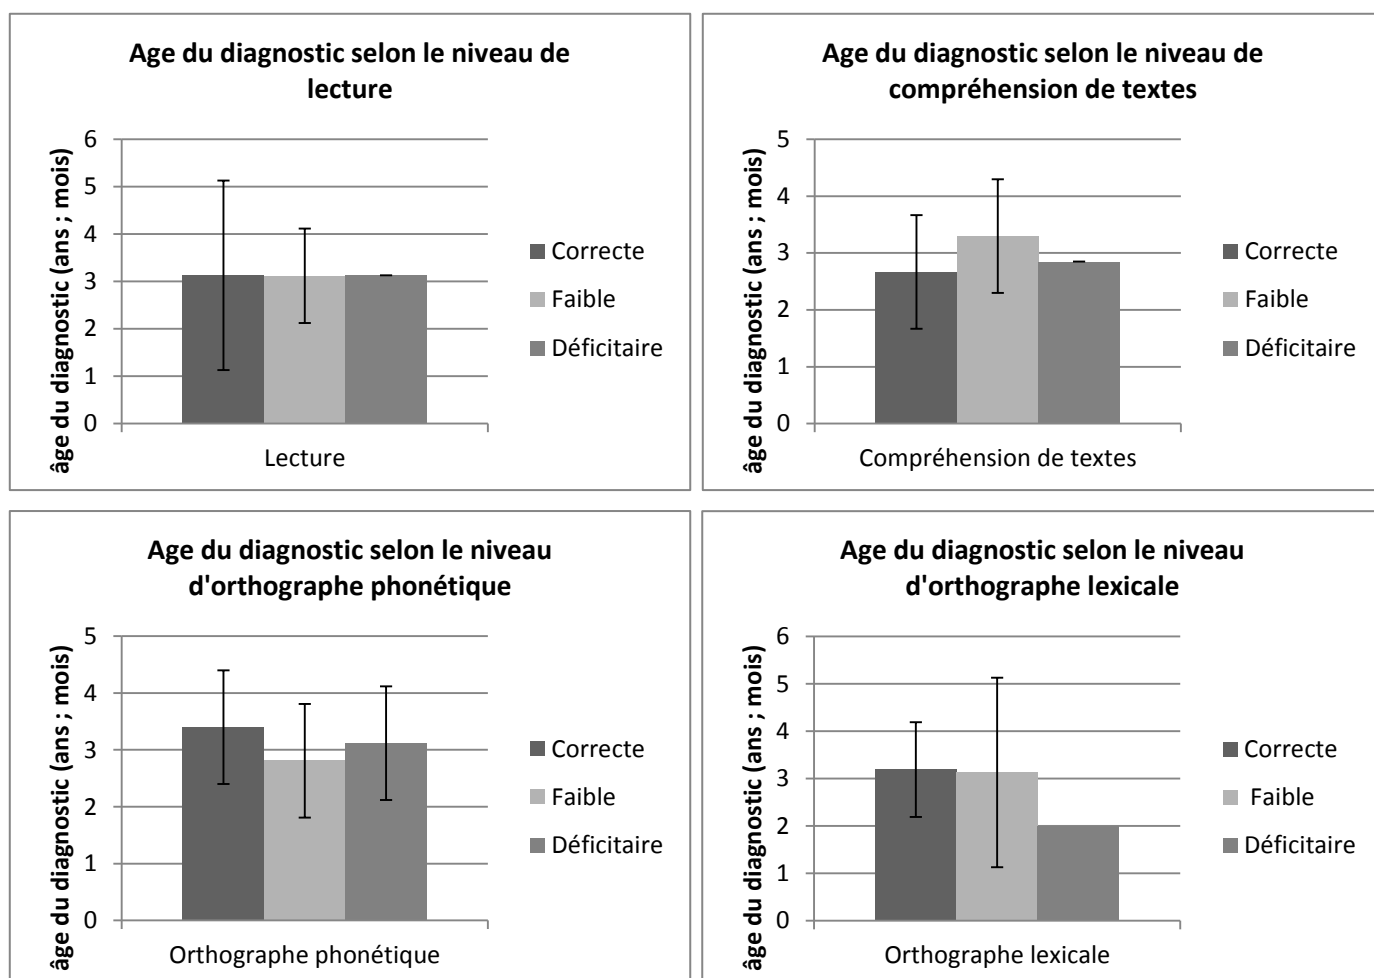 Age du diagnostic selon le niveau de
lecture
âge du diagnostic (ans ; mois)
6
5
4
3
2
1
0
Lecture
Correcte
Faible
Déficitaire
Age du diagnostic selon le niveau de
compréhension de textes
âge du diagnostic (ans ; mois)
5
4
3
2
1
0
Compréhension de textes
Correcte
Faible
Déficitaire
Age du diagnostic selon le niveau
d'orthographe phonétique
âge du diagnostic (ans ; mois)
5
4
3
2
1
0
Orthographe phonétique
Correcte
Faible
Déficitaire
Age du diagnostic selon le niveau
d'orthographe lexicale
âge du diagnostic (ans ; mois)
6
5
4
3
2
1
0
Orthographe lexicale
Correcte
Faible
Déficitaire